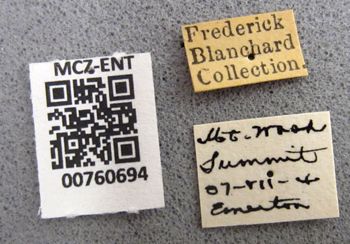 MCZ-ENT
00760694
Frederick
Blanchard
Collection.
Mt. Wash
Summit
07-vii-4
Emerton